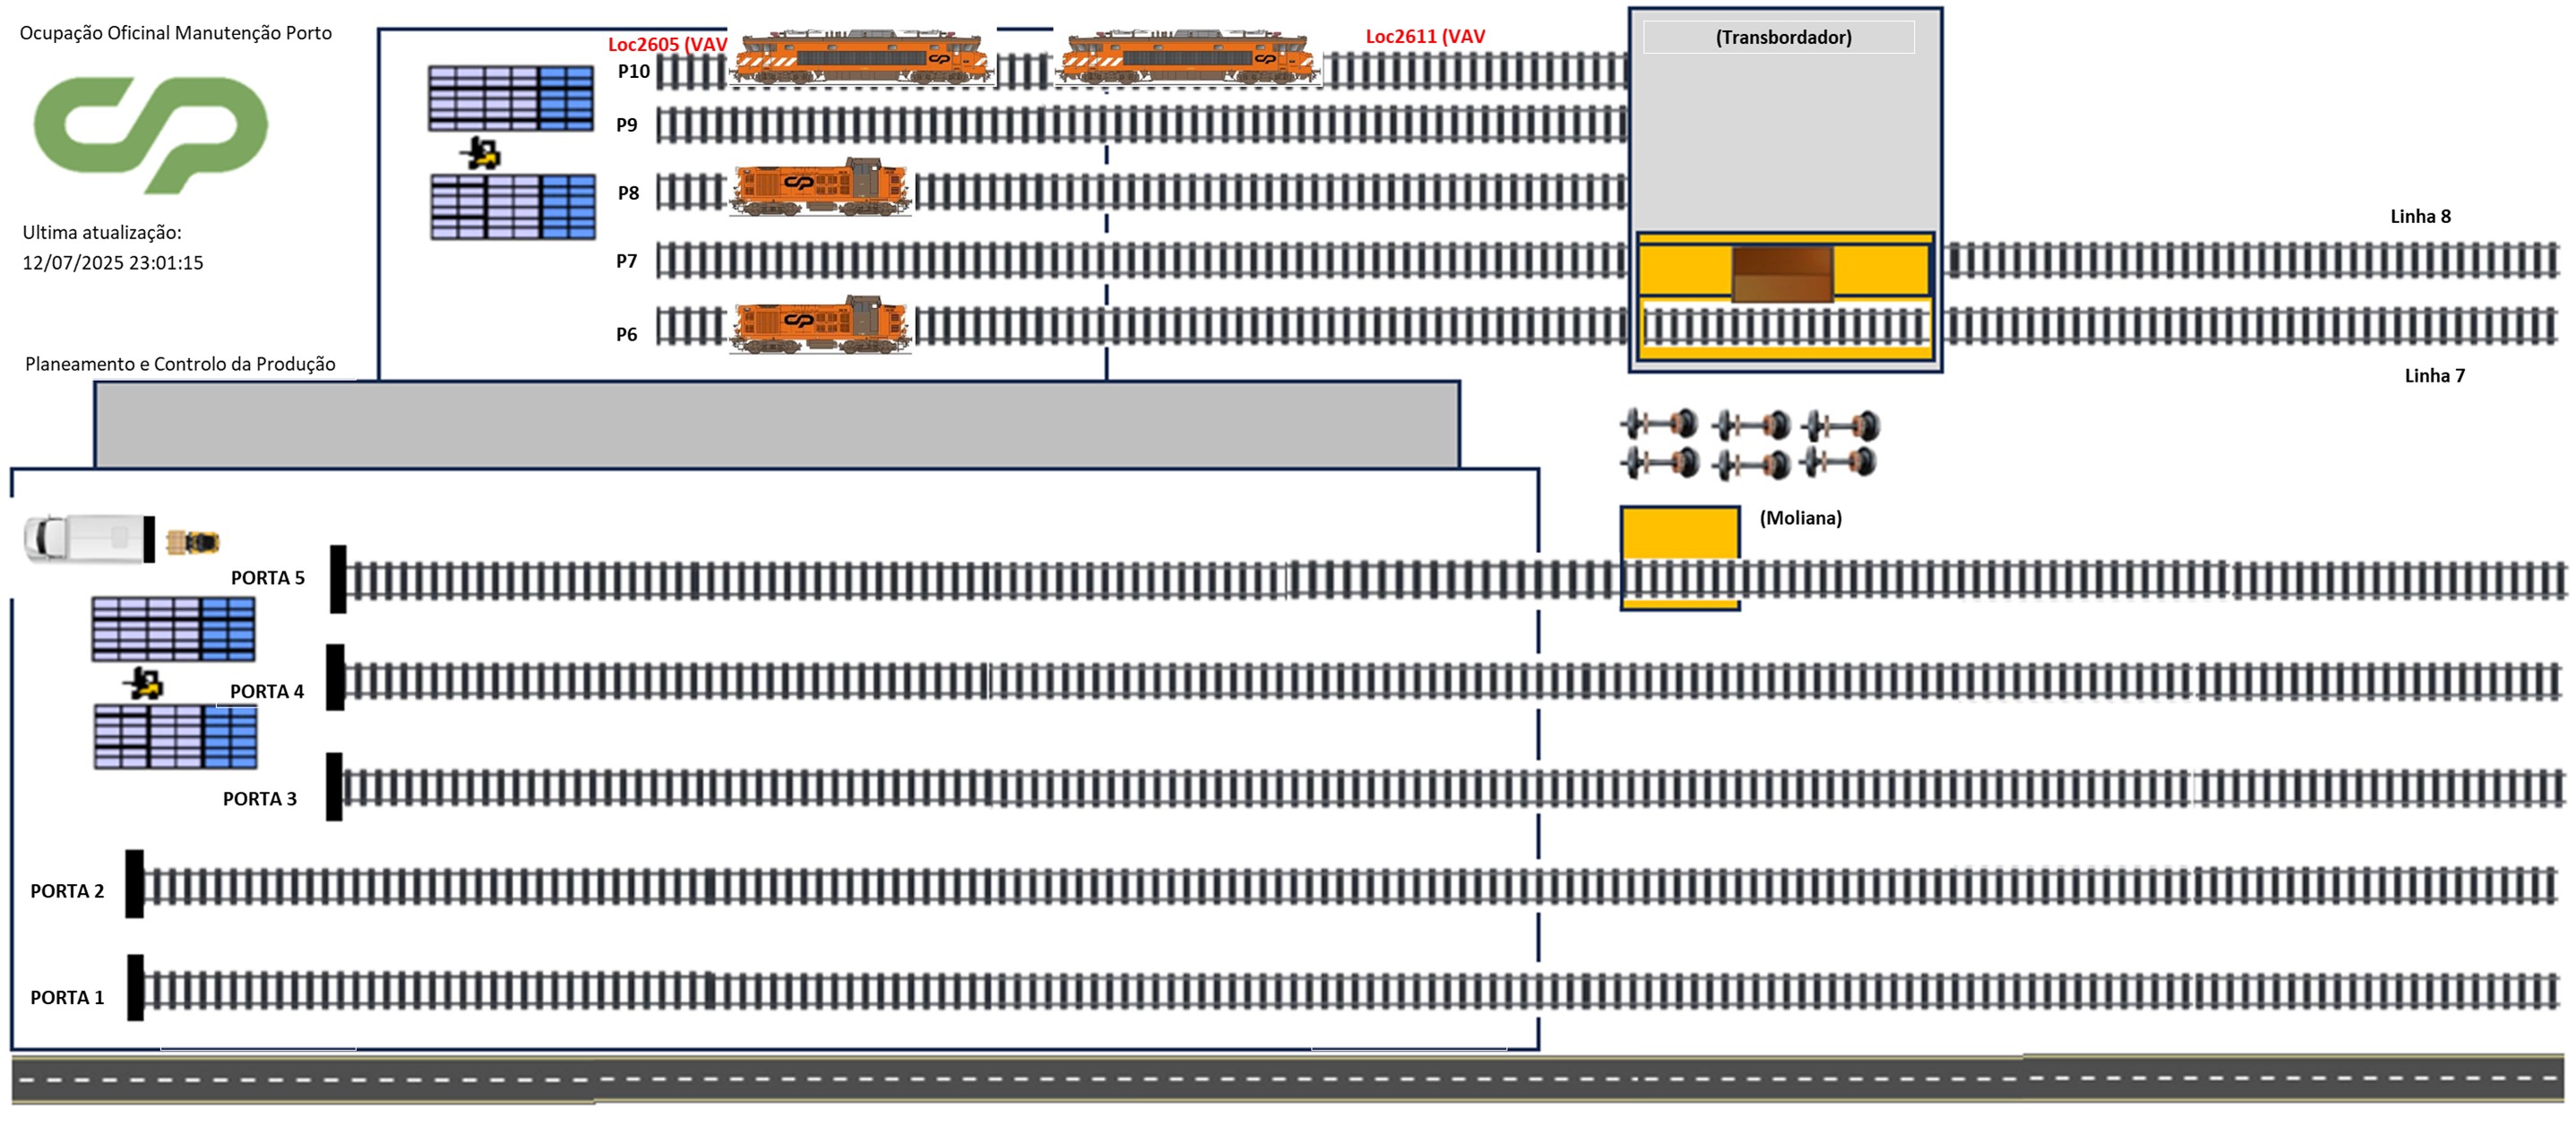 Ocupação Oficinal Manutenção Porto
Loc2605 (VAV
Loc2611 (VAV
(Transbordador)
P10
P9
P8
Linha 8
Ultima atualização:
12/07/2025 23:01:15
P7
P6
Planeamento e Controlo da Produção
Linha 7
(Moliana)
PORTA 5
PORTA 4
PORTA 3
PORTA 2
PORTA 1